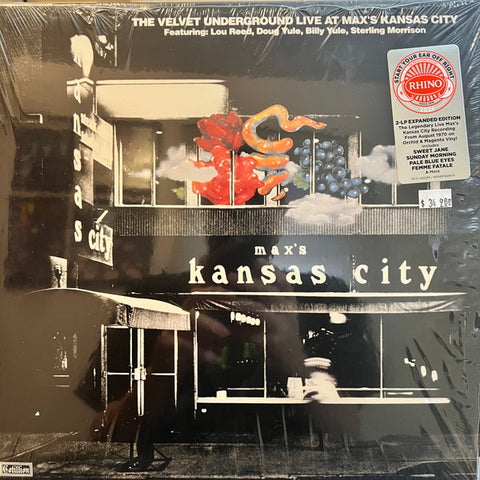 THE VELVET UNDERGROUND LIVE AT MAX'S KANSAS CITY
Featuring: Lou Reed, Doug Yule, Billy Yule, Sterling Morrison
START YOUR EAR OFF RIGHT
RHINO
2-LP EXPANDED EDITION
The Legendary Live Max's
Kansas City Recording
From August 1970 on
Orchid & Magenta Vinyl
includes
SWEET JANE
SUNDAY MORNING
PALE BLUE EYES
FEMME FATALE
& More
kansas
city
max's
kansas city
Cotillion